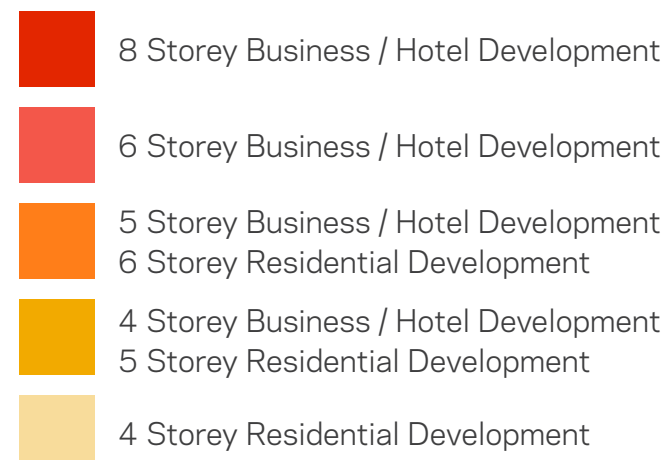 8 Storey Business / Hotel Development
6 Storey Business / Hotel Development
5 Storey Business / Hotel Development
6 Storey Residential Development
4 Storey Business / Hotel Development
5 Storey Residential Development
4 Storey Residential Development